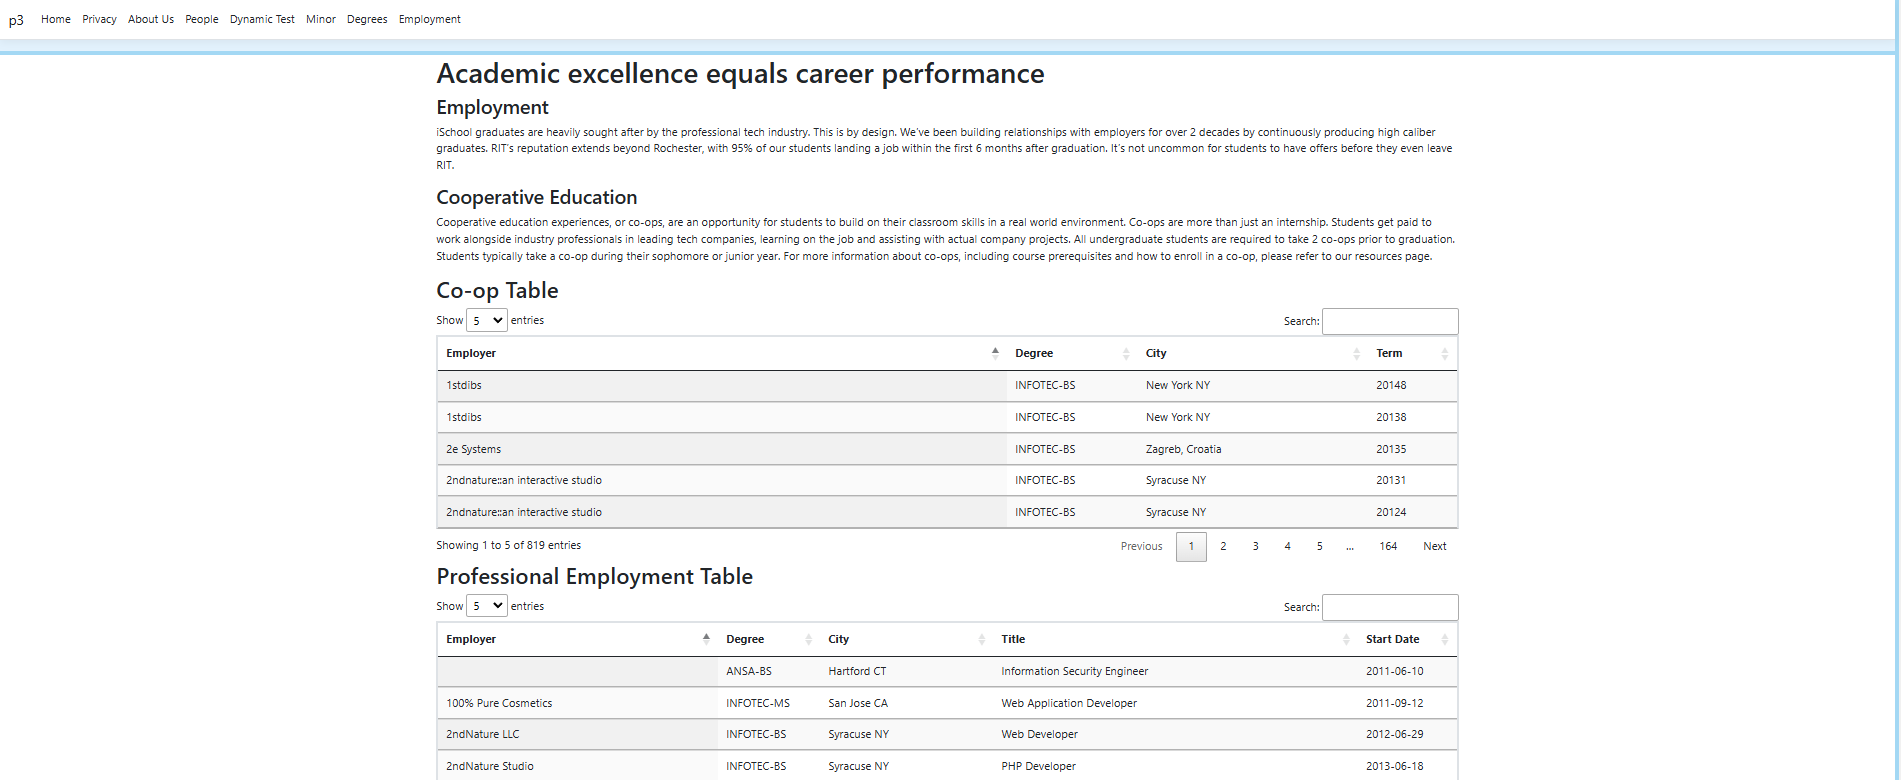 p3 Home Privacy About Us People Dynamic Test Minor Degrees Employment
Academic excellence equals career performance
Employment
iSchool graduates are heavily sought after by the professional tech industry. This is by design. We've been building relationships with employers for over 2 decades by continuously producing high caliber
graduates. RIT's reputation extends beyond Rochester, with 95% of our students landing a job within the first 6 months after graduation. It's not uncommon for students to have offers before they even leave
RIT.
Cooperative Education
Cooperative education experiences, or co-ops, are an opportunity for students to build on their classroom skills in a real world environment. Co-ops are more than just an internship. Students get paid to
work alongside industry professionals in leading tech companies, learning on the job and assisting with actual company projects. All undergraduate students are required to take 2 co-ops prior to graduation.
Students typically take a co-op during their sophomore or junior year. For more information about co-ops, including course prerequisites and how to enroll in a co-op, please refer to our resources page.
Co-op Table
Show 5 entries Search:
Employer Degree City Term
1stdibs INFOTEC-BS New York NY 20148
1stdibs INFOTEC-BS New York NY 20138
2e Systems INFOTEC-BS Zagreb, Croatia 20135
2ndnature::an interactive studio INFOTEC-BS Syracuse NY 20131
2ndnature::an interactive studio INFOTEC-BS Syracuse NY 20124
Showing 1 to 5 of 819 entries Previous 1 2 3 4 5 ... 164 Next
Professional Employment Table
Show 5 entries Search:
Employer Degree City Title Start Date
ANSA-BS Hartford CT Information Security Engineer 2011-06-10
100% Pure Cosmetics INFOTEC-MS San Jose CA Web Application Developer 2011-09-12
2ndNature LLC INFOTEC-BS Syracuse NY Web Developer 2012-06-29
2ndNature Studio INFOTEC-BS Syracuse NY PHP Developer 2013-06-18